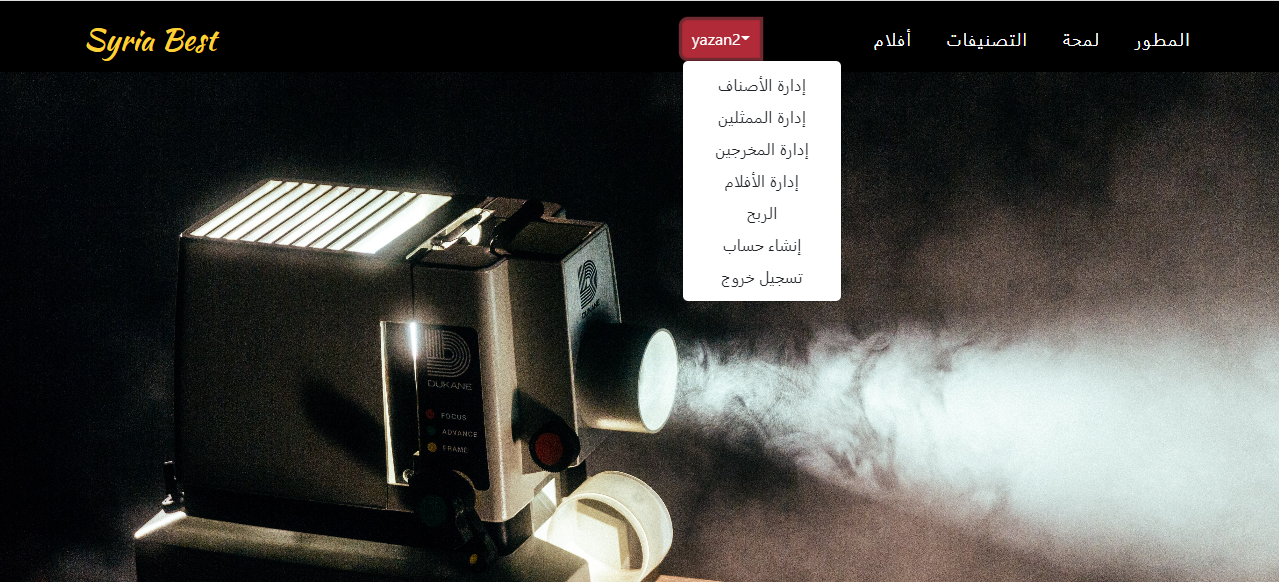 Syria Best
yazan2
أفلام
التصنيفات
لمحة
المطور
إدارة الأصناف
إدارة الممثلين
إدارة المخرجين
إدارة الأفلام
الربح
إنشاء حساب
تسجيل خروج
DUKANE
DUKANE
FOCUS
ADVANCE
FRAME